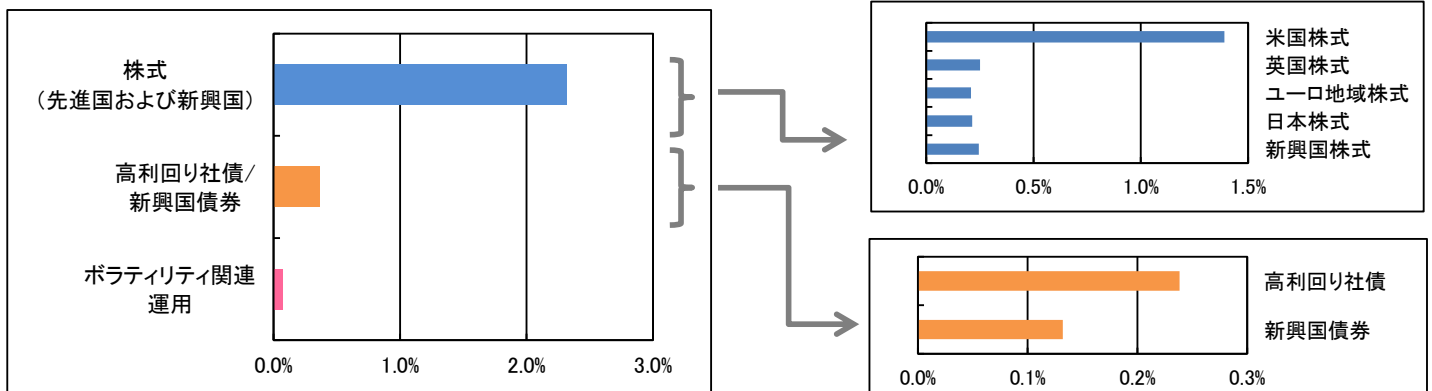 株式
(先進国および新興国)
高利回り社債/
新興国債券
ボラティリティ関連
運用
0.0% 1.0% 2.0% 3.0%
米国株式
英国株式
ユーロ地域株式
日本株式
新興国株式
0.0% 0.5% 1.0% 1.5%
高利回り社債
新興国債券
0.0% 0.1% 0.2% 0.3%